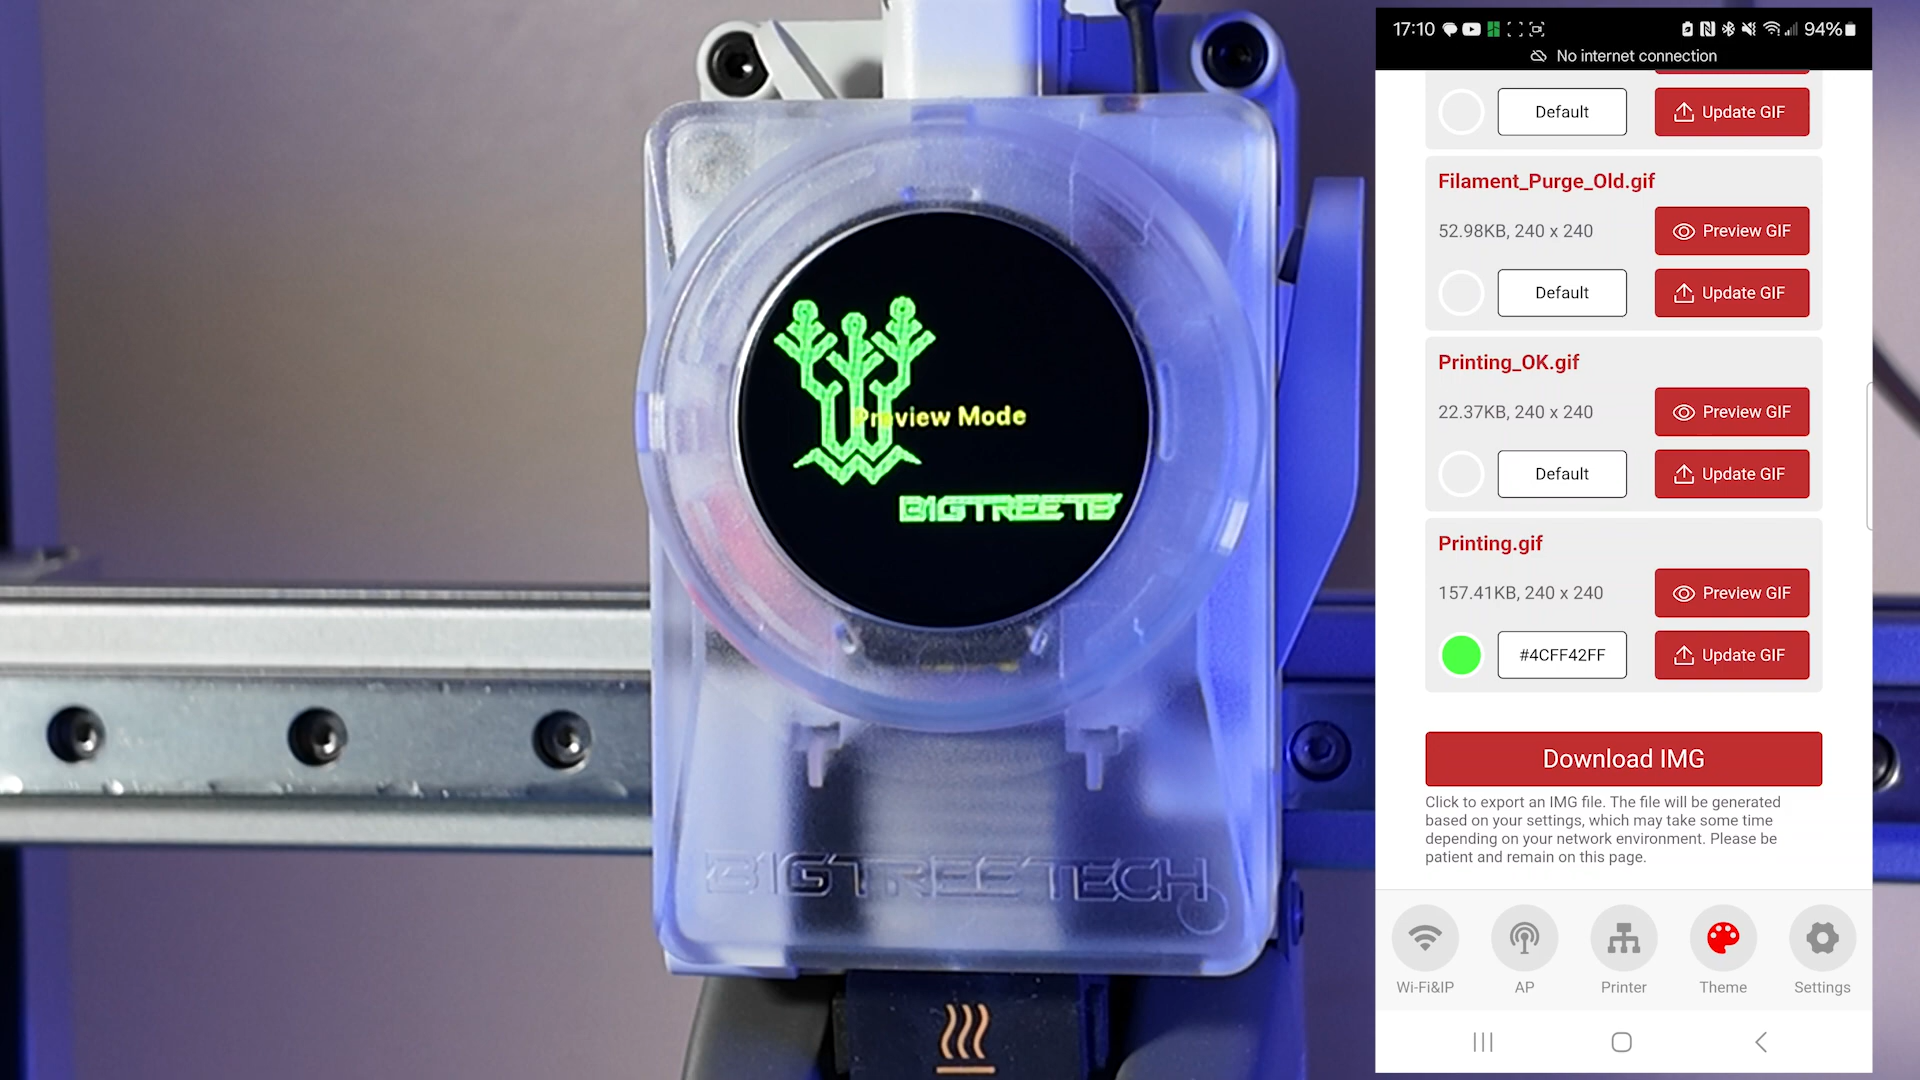 Preview Mode
BIGTREETE
BIGTREETECH
17:10
94%
No internet connection
Default
Update GIF
Filament_Purge_Old.gif
52.98KB, 240 x 240
Preview GIF
Default
Update GIF
Printing_OK.gif
22.37KB, 240 x 240
Preview GIF
Default
Update GIF
Printing.gif
157.41KB, 240 x 240
Preview GIF
#4CFF42FF
Update GIF
Download IMG
Click to export an IMG file. The file will be generated
based on your settings, which may take some time
depending on your network environment. Please be
patient and remain on this page.
Wi-Fi&IP
AP
Printer
Theme
Settings